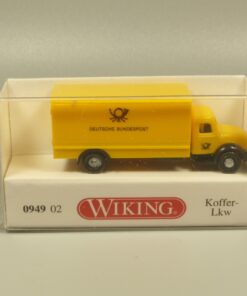 DEUTSCHE BUNDESPOST
0949 02
WIKING
Koffer-
Lkw